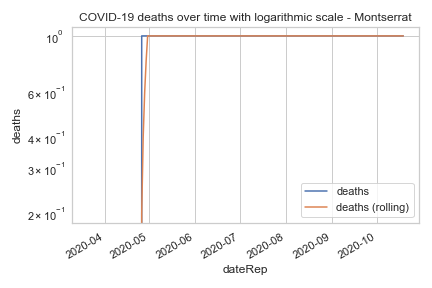 COVID-19 deaths over time with logarithmic scale - Montserrat
10⁰
6 × 10⁻¹
4 × 10⁻¹
3 × 10⁻¹
2 × 10⁻¹
deaths
deaths
deaths (rolling)
2020-04
2020-05
2020-06
2020-07
2020-08
2020-09
2020-10
dateRep